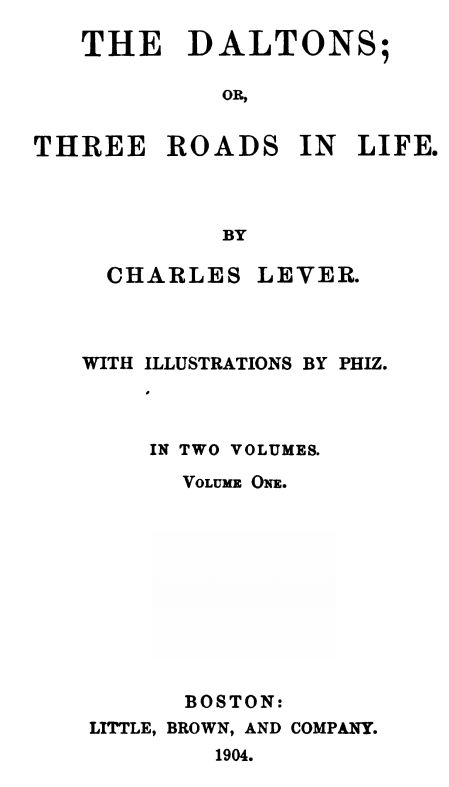 THE DALTONS;
OR,
THREE ROADS IN LIFE.
BY
CHARLES LEVER.
WITH ILLUSTRATIONS BY PHIZ.
IN TWO VOLUMES.
VOLUME ONE.
BOSTON:
LITTLE, BROWN, AND COMPANY.
1904.